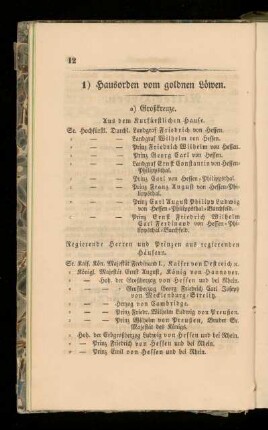 12
1) Hausorden vom goldnen Löwen.
a) Großkreuze.
Aus dem Kurfürstlichen Hause.
Se. Hochfürstl. Durchl. Landgraf Friedrich von Hessen.
» — — Landgraf Wilhelm von Hessen.
» — — Prinz Friedrich Wilhelm von Hessen.
» — — Prinz Georg Carl von Hessen.
» — — Landgraf Ernst Constantin von Hessen-
Philippsthal.
» — — Prinz Carl von Hessen-Philippsthal.
» — — Prinz Franz August von Hessen-Phi-
lippsthal.
» — — Prinz Carl August Philipp Ludwig
von Hessen-Philippsthal-Barchfeld.
» — — Prinz Ernst Friedrich Wilhelm
Carl Ferdinand von Hessen-Phi-
lippsthal-Barchfeld.
Regierende Herren und Prinzen aus regierenden
Häusern.
Se. Kais. Kön. Majestät Ferdinand I., Kaiser von Oestreich ꝛc.
» Königl. Majestät Ernst August, König von Hannover.
» — Hoh. der Großherzog von Hessen und bei Rhein.
» — — Großherzog Georg Friedrich Carl Joseph
von Mecklenburg-Strelitz.
» — — Herzog von Cambridge.
» — — Prinz Friedr. Wilhelm Ludwig von Preußen.
» — — Prinz Wilhelm von Preußen, Bruder Sr.
Majestät des Königs.
» Hoh. der Erbgroßherzog Ludwig von Hessen und bei Rhein.
» — Prinz Friedrich von Hessen und bei Rhein.
» — Prinz Emil von Hessen und bei Rhein.